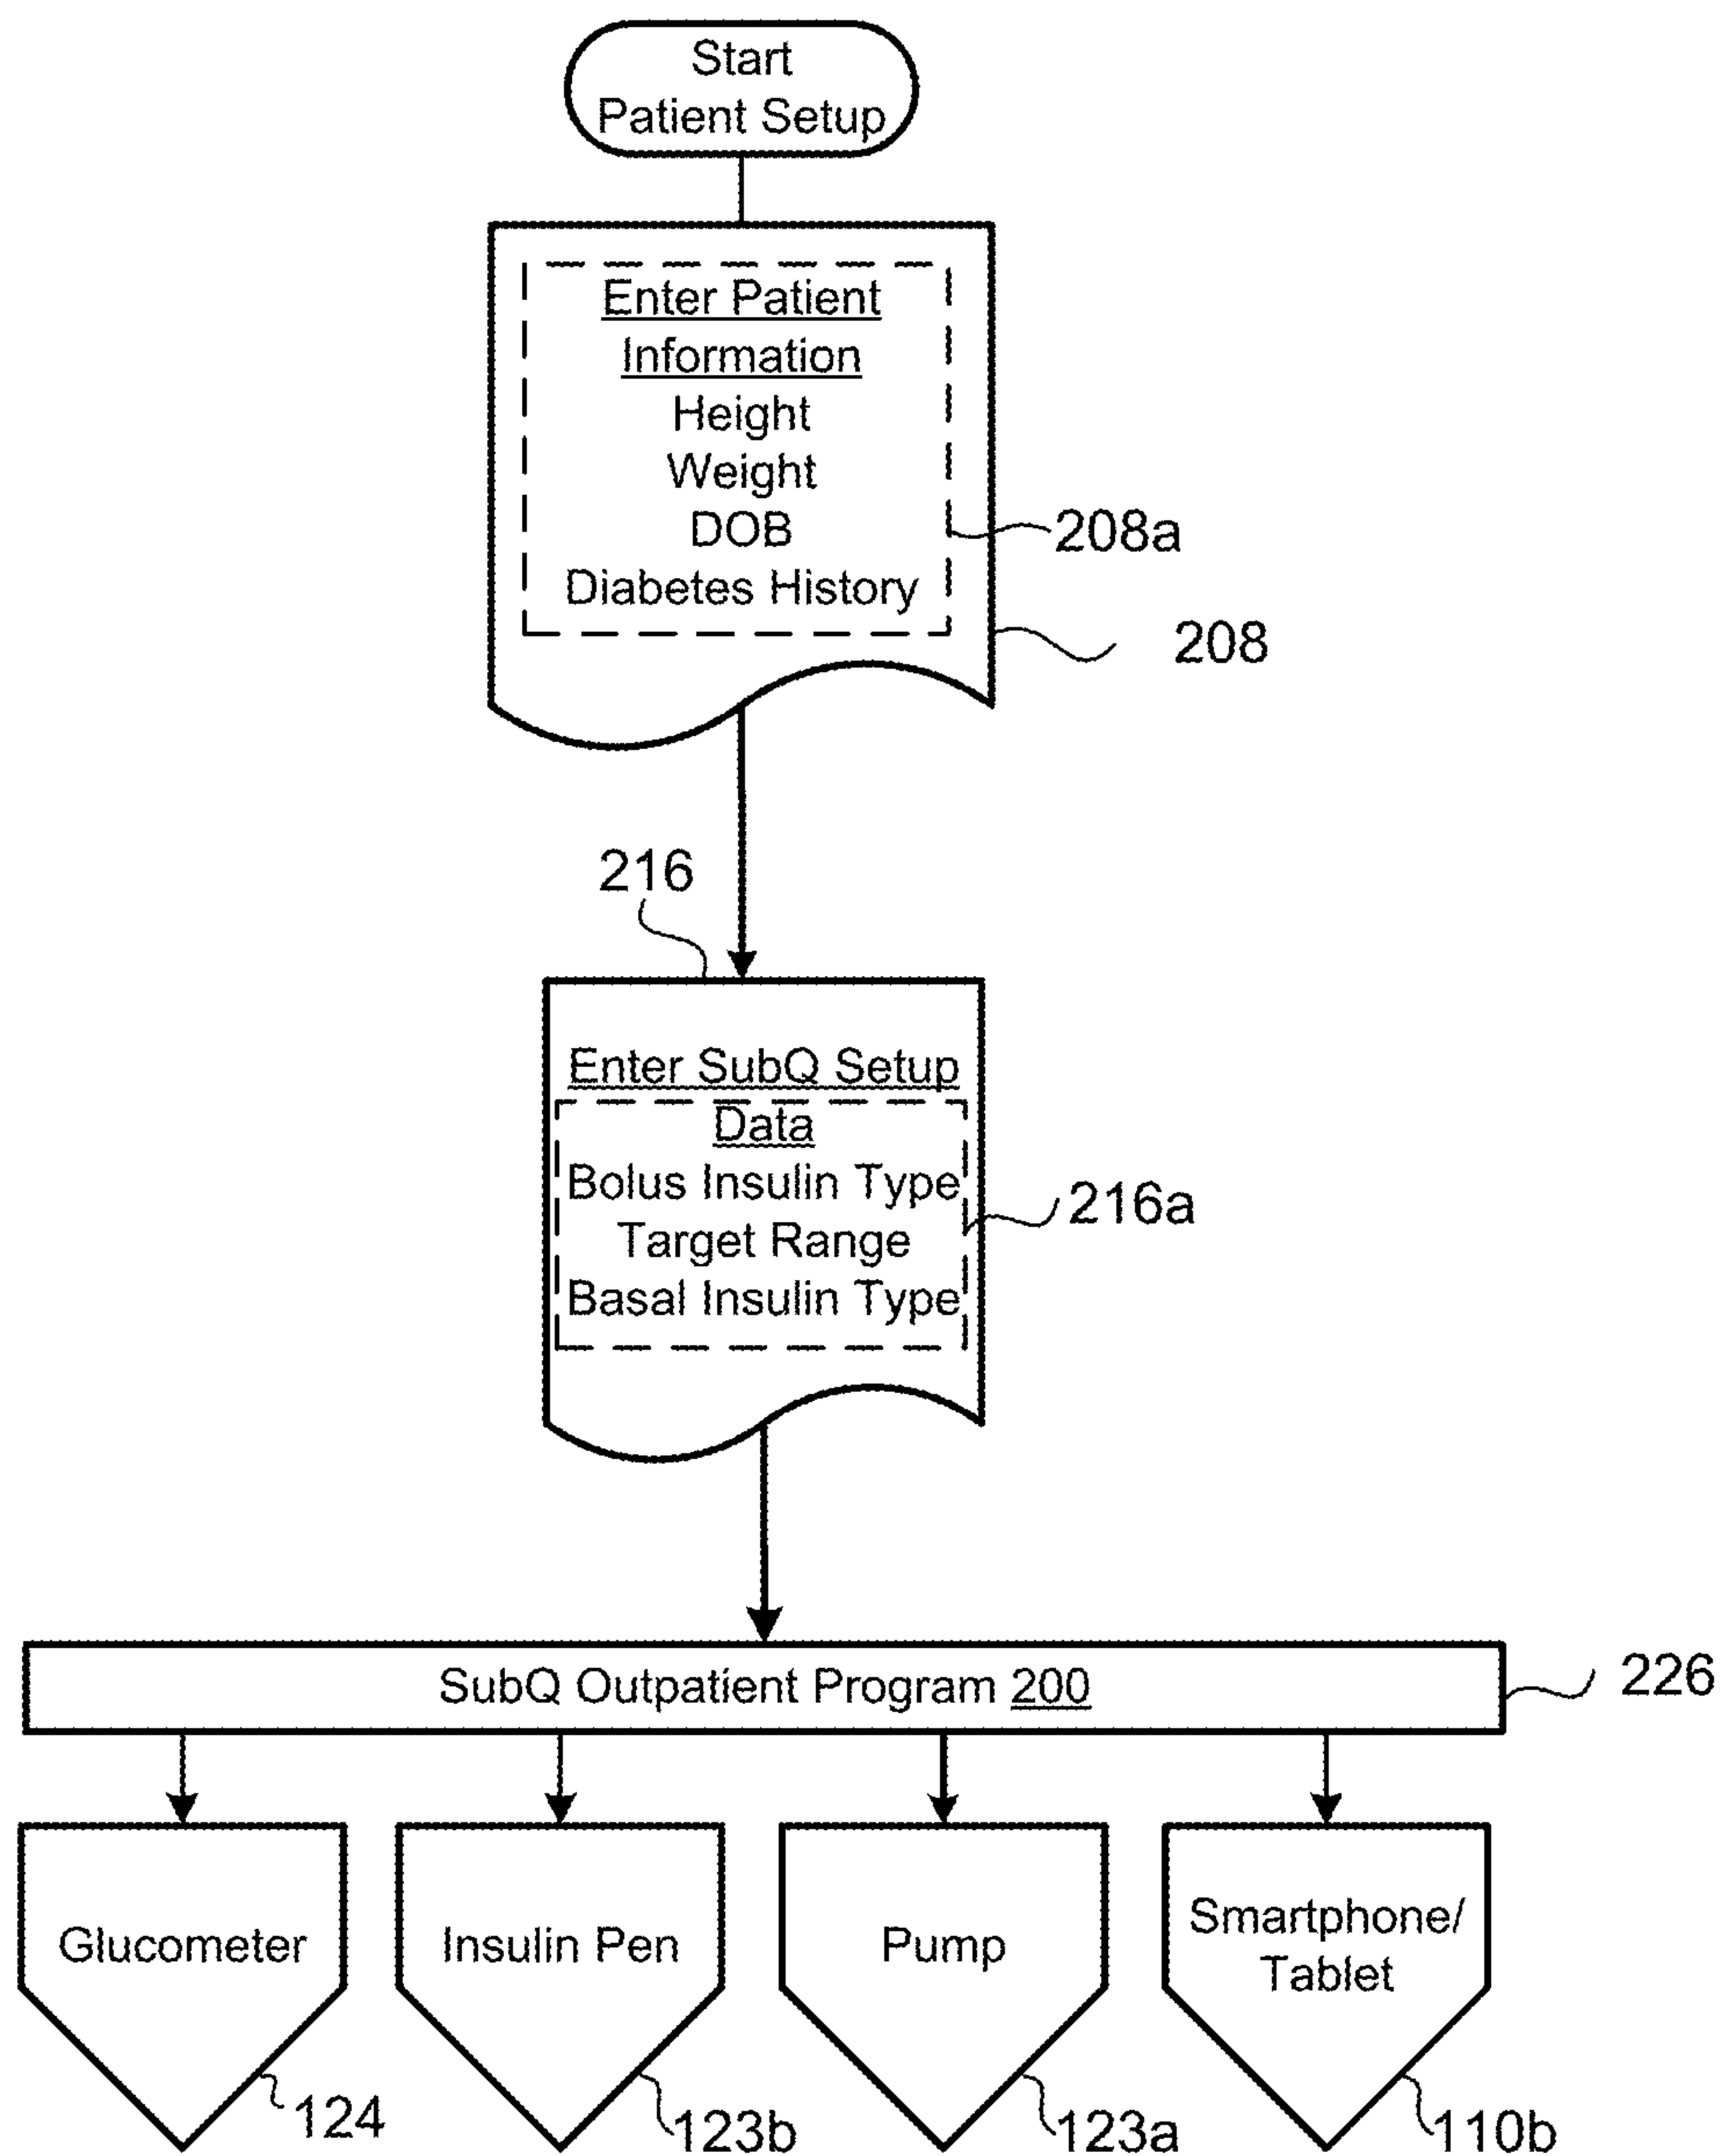 Start
Patient Setup
Enter Patient
Information
Height
Weight
DOB
Diabetes History
208a
208
216
Enter SubQ Setup
Data
Bolus Insulin Type
Target Range
Basal Insulin Type
216a
SubQ Outpatient Program 200
226
Glucometer
Insulin Pen
Pump
Smartphone/
Tablet
124
123b
123a
110b